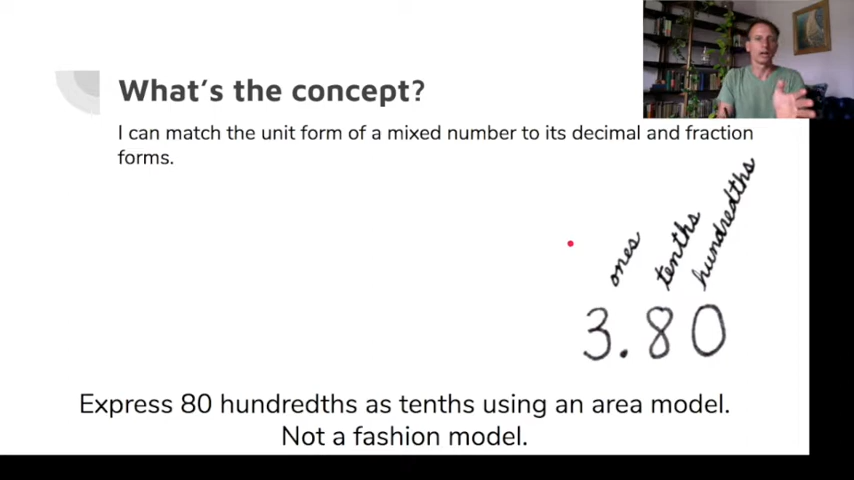 What's the concept?
I can match the unit form of a mixed number to its decimal and fraction
forms.
ones tenths hundredths
3.80
Express 80 hundredths as tenths using an area model.
Not a fashion model.